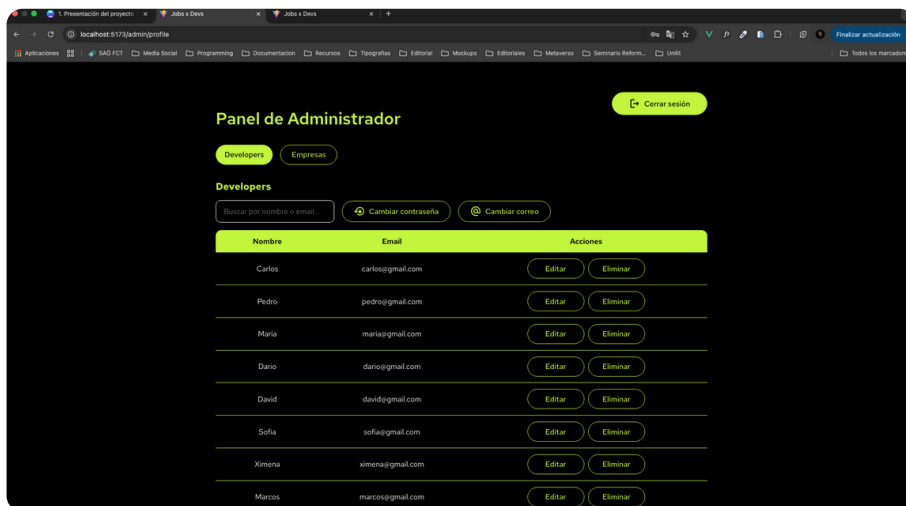 1. Presentación del proyecto
Jobs x Devs
Jobs x Devs
localhost:5173/admin/profile
Finalizar actualización
Aplicaciones
SAÓ FCT
Media Social
Programming
Documentacion
Recursos
Tipografias
Editorial
Mockups
Editoriales
Metaverso
Seminario Reform...
Unilit
Todos los marcadore
Cerrar sesión
Panel de Administrador
Developers
Empresas
Developers
Buscar por nombre o email...
Cambiar contraseña
Cambiar correo
Nombre Email Acciones
Carlos carlos@gmail.com Editar Eliminar
Pedro pedro@gmail.com Editar Eliminar
Maria maria@gmail.com Editar Eliminar
Dario dario@gmail.com Editar Eliminar
David david@gmail.com Editar Eliminar
Sofia sofia@gmail.com Editar Eliminar
Ximena ximena@gmail.com Editar Eliminar
Marcos marcos@gmail.com Editar Eliminar